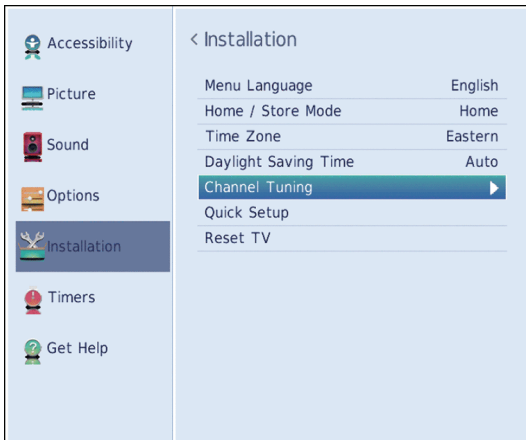 Accessibility
Picture
Sound
Options
Installation
Timers
Get Help
< Installation
Menu Language English
Home / Store Mode Home
Time Zone Eastern
Daylight Saving Time Auto
Channel Tuning
Quick Setup
Reset TV